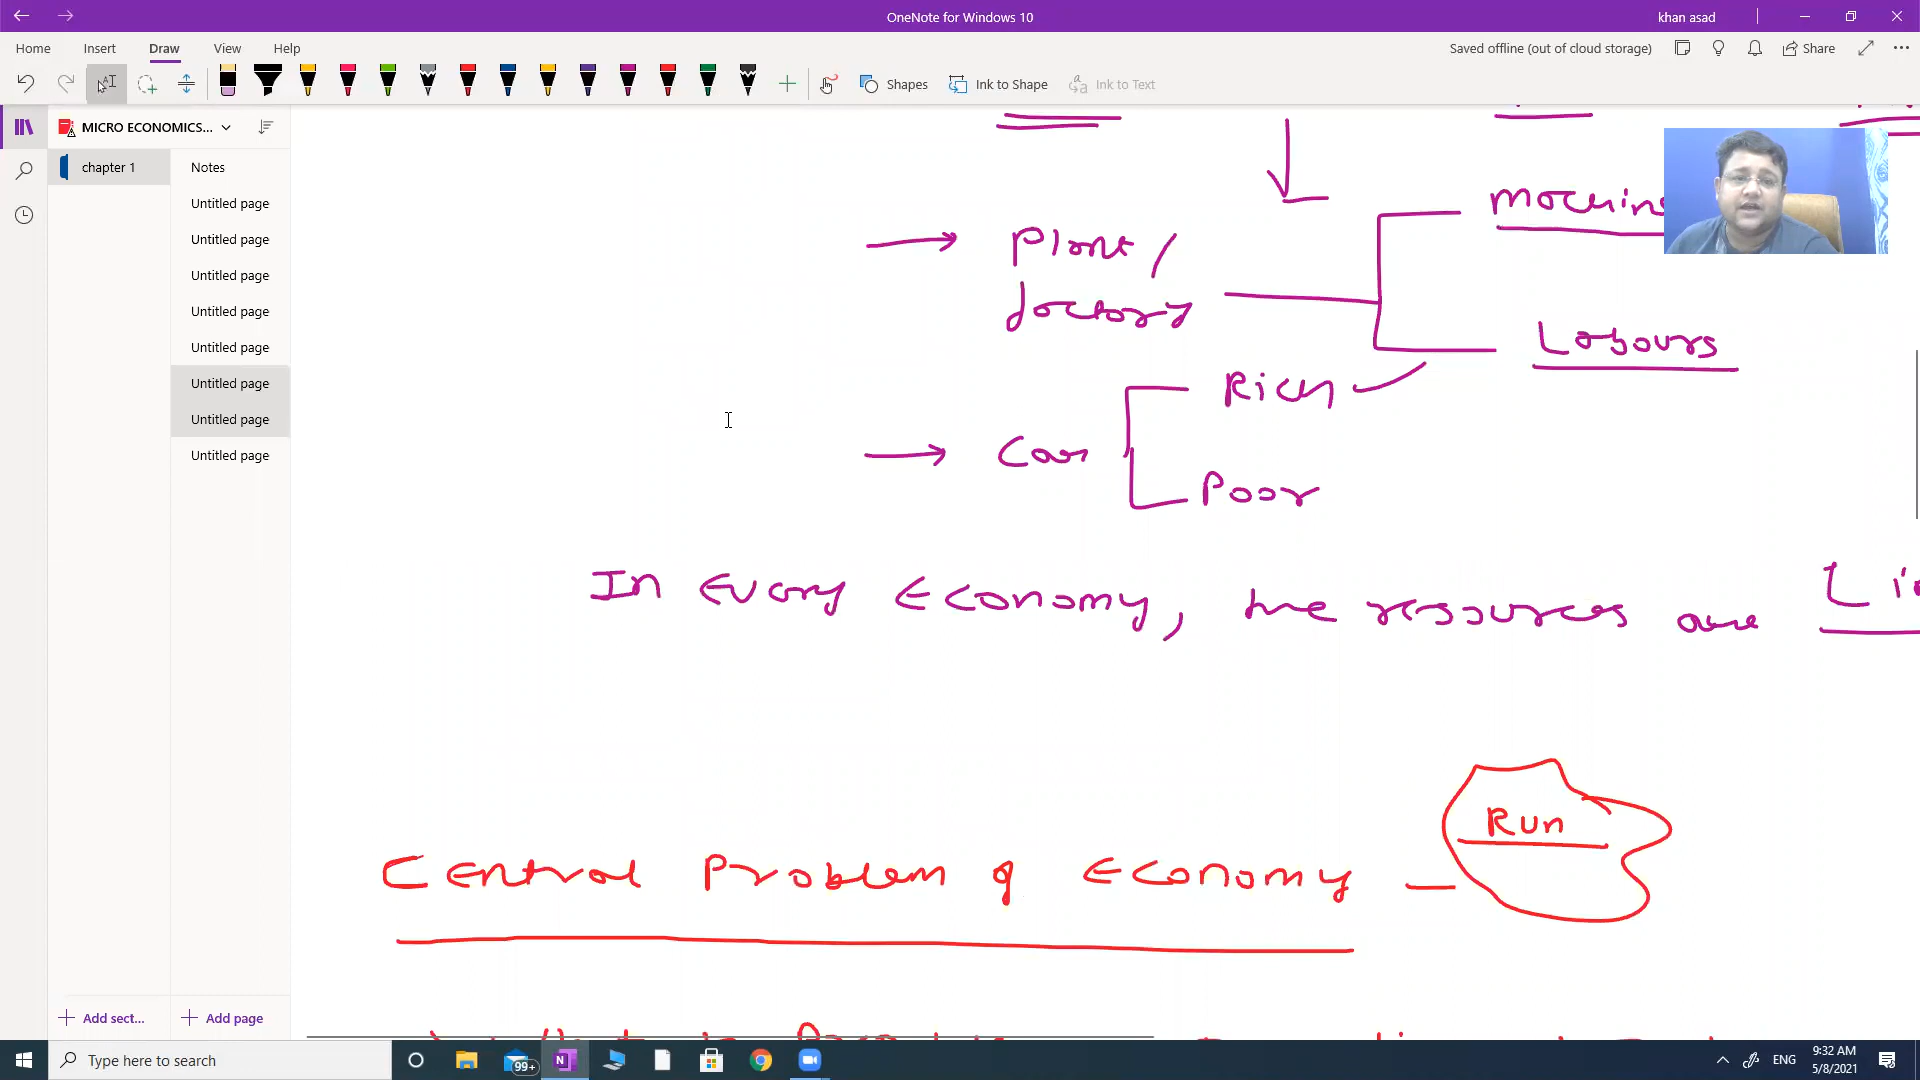 OneNote for Windows 10
khan asad
Home Insert Draw View Help
Saved offline (out of cloud storage)
Share
Shapes
Ink to Shape
Ink to Text
MICRO ECONOMICS...
chapter 1
Notes
Untitled page
Untitled page
Untitled page
Untitled page
Untitled page
Untitled page
Untitled page
Untitled page
Plant /
factory
Labours
Rich
Car
Poor
In Every Economy, the resources are
Run
Central Problem of Economy
Add sect...
Add page
Type here to search
99+
ENG
9:32 AM
5/8/2021